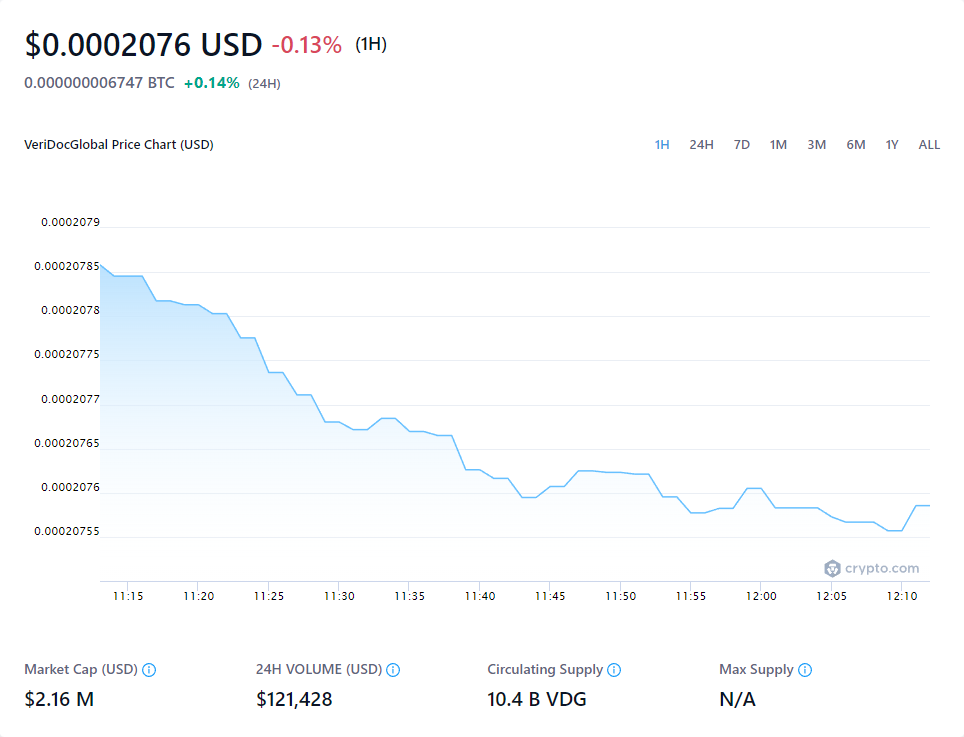 $0.0002076 USD -0.13% (1H)
0.000000006747 BTC +0.14% (24H)
VeriDocGlobal Price Chart (USD)
1H 24H 7D 1M 3M 6M 1Y ALL
0.0002079
0.00020785
0.0002078
0.00020775
0.0002077
0.00020765
0.0002076
0.00020755
crypto.com
11:15 11:20 11:25 11:30 11:35 11:40 11:45 11:50 11:55 12:00 12:05 12:10
Market Cap (USD) 24H VOLUME (USD) Circulating Supply Max Supply
$2.16 M $121,428 10.4 B VDG N/A